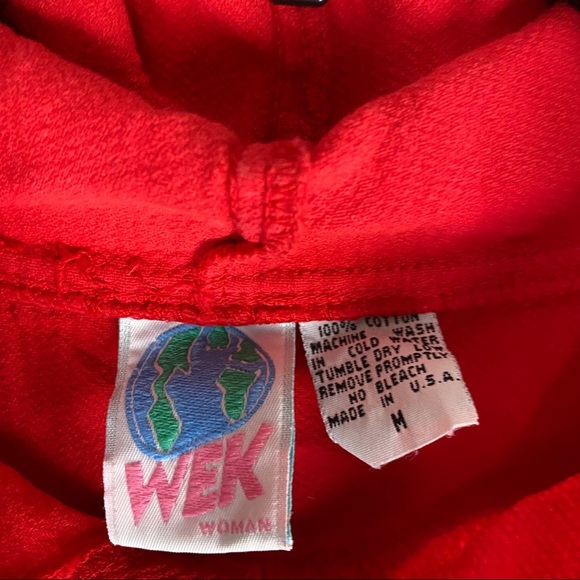 WEK
WOMAN
100% COTTON
MACHINE WASH
IN COLD WATER
TUMBLE DRY LOW
REMOVE PROMPTLY
NO BLEACH
MADE IN U.S.A.
M